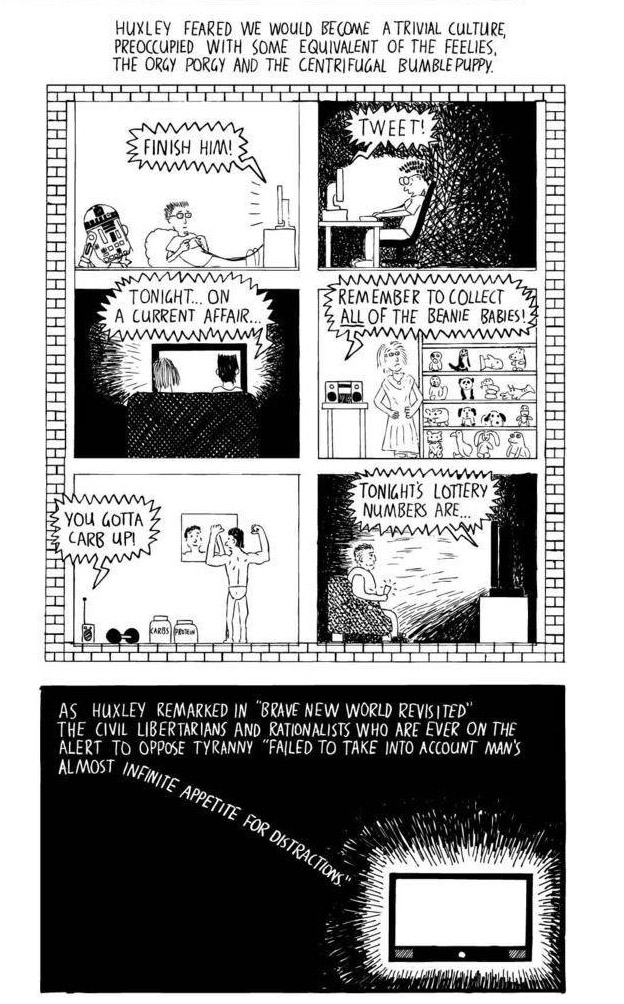 HUXLEY FEARED WE WOULD BECOME A TRIVIAL CULTURE,
PREOCCUPIED WITH SOME EQUIVALENT OF THE FEELIES,
THE ORGY PORGY AND THE CENTRIFUGAL BUMBLEPUPPY.
FINISH HIM!
TWEET!
TONIGHT... ON
A CURRENT AFFAIR...
REMEMBER TO COLLECT
ALL OF THE BEANIE BABIES!
YOU GOTTA
CARB UP!
CARBS
PROTEIN
TONIGHT'S LOTTERY
NUMBERS ARE...
AS HUXLEY REMARKED IN "BRAVE NEW WORLD REVISITED"
THE CIVIL LIBERTARIANS AND RATIONALISTS WHO ARE EVER ON THE
ALERT TO OPPOSE TYRANNY "FAILED TO TAKE INTO ACCOUNT MAN'S
ALMOST INFINITE APPETITE FOR DISTRACTIONS."